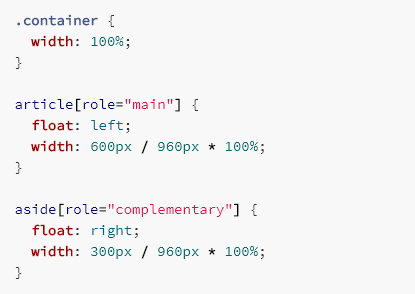 .container {
  width: 100%;
}

article[role="main"] {
  float: left;
  width: 600px / 960px * 100%;
}

aside[role="complementary"] {
  float: right;
  width: 300px / 960px * 100%;
}